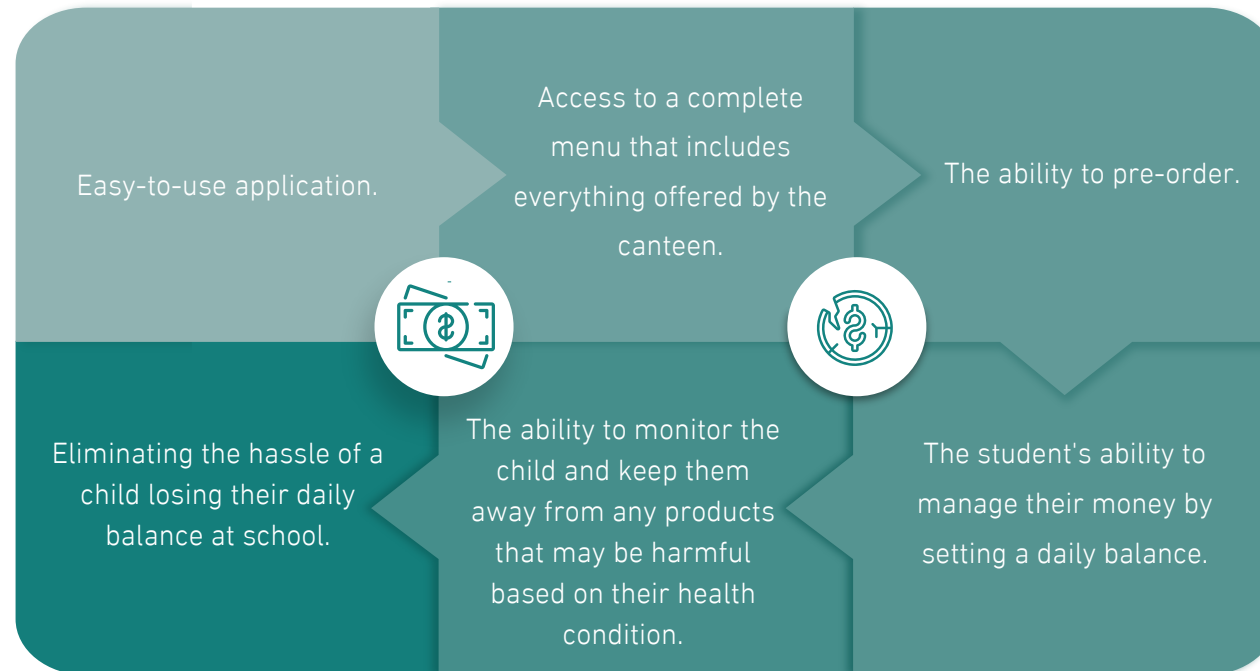 Easy-to-use application.
Access to a complete
menu that includes
everything offered by the
canteen.
The ability to pre-order.
The student's ability to
manage their money by
setting a daily balance.
The ability to monitor the
child and keep them
away from any products
that may be harmful
based on their health
condition.
Eliminating the hassle of a
child losing their daily
balance at school.